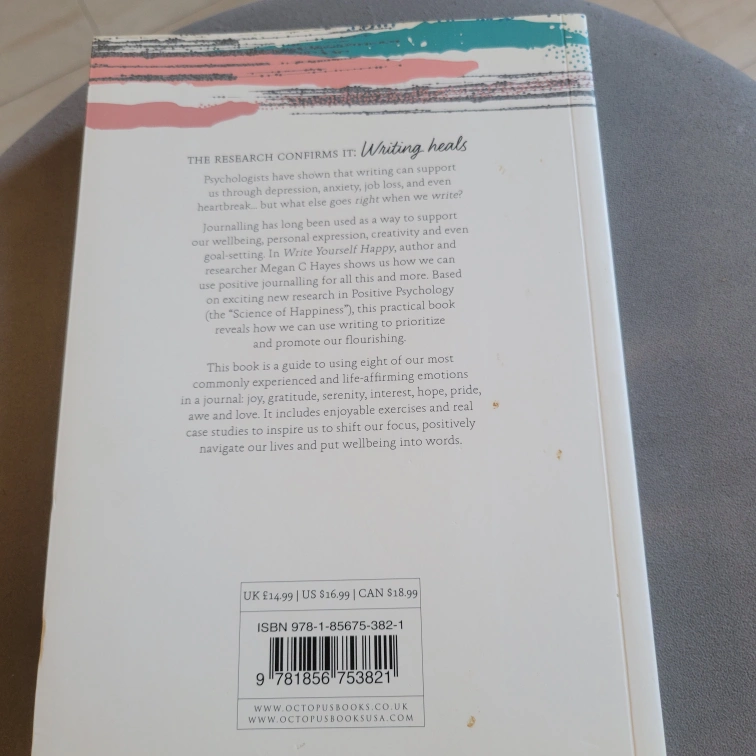 THE RESEARCH CONFIRMS IT: Writing heals
Psychologists have shown that writing can support
us through depression, anxiety, job loss, and even
heartbreak... but what else goes right when we write?
Journalling has long been used as a way to support
our wellbeing, personal expression, creativity and even
goal-setting. In Write Yourself Happy, author and
researcher Megan C Hayes shows us how we can
use positive journalling for all this and more. Based
on exciting new research in Positive Psychology
(the "Science of Happiness"), this practical book
reveals how we can use writing to prioritize
and promote our flourishing.
This book is a guide to using eight of our most
commonly experienced and life-affirming emotions
in a journal: joy, gratitude, serenity, interest, hope, pride,
awe and love. It includes enjoyable exercises and real
case studies to inspire us to shift our focus, positively
navigate our lives and put wellbeing into words.
UK £14.99 | US $16.99 | CAN $18.99
ISBN 978-1-85675-382-1
9 781856 753821
WWW.OCTOPUSBOOKS.CO.UK
WWW.OCTOPUSBOOKSUSA.COM